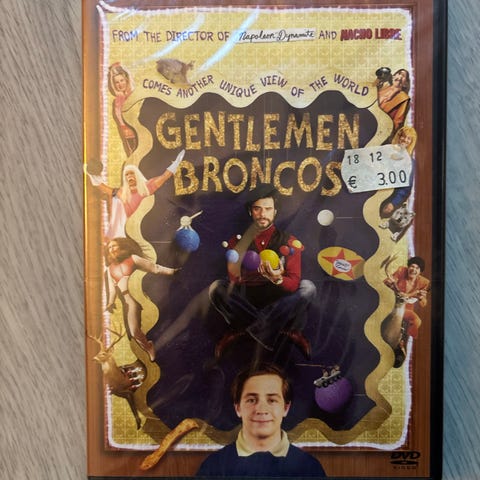 FROM THE DIRECTOR OF Napoleon Dynamite AND NACHO LIBRE
COMES ANOTHER UNIQUE VIEW OF THE WORLD
GENTLEMEN
BRONCOS
18 12
€ 3.00
DVD
VIDEO